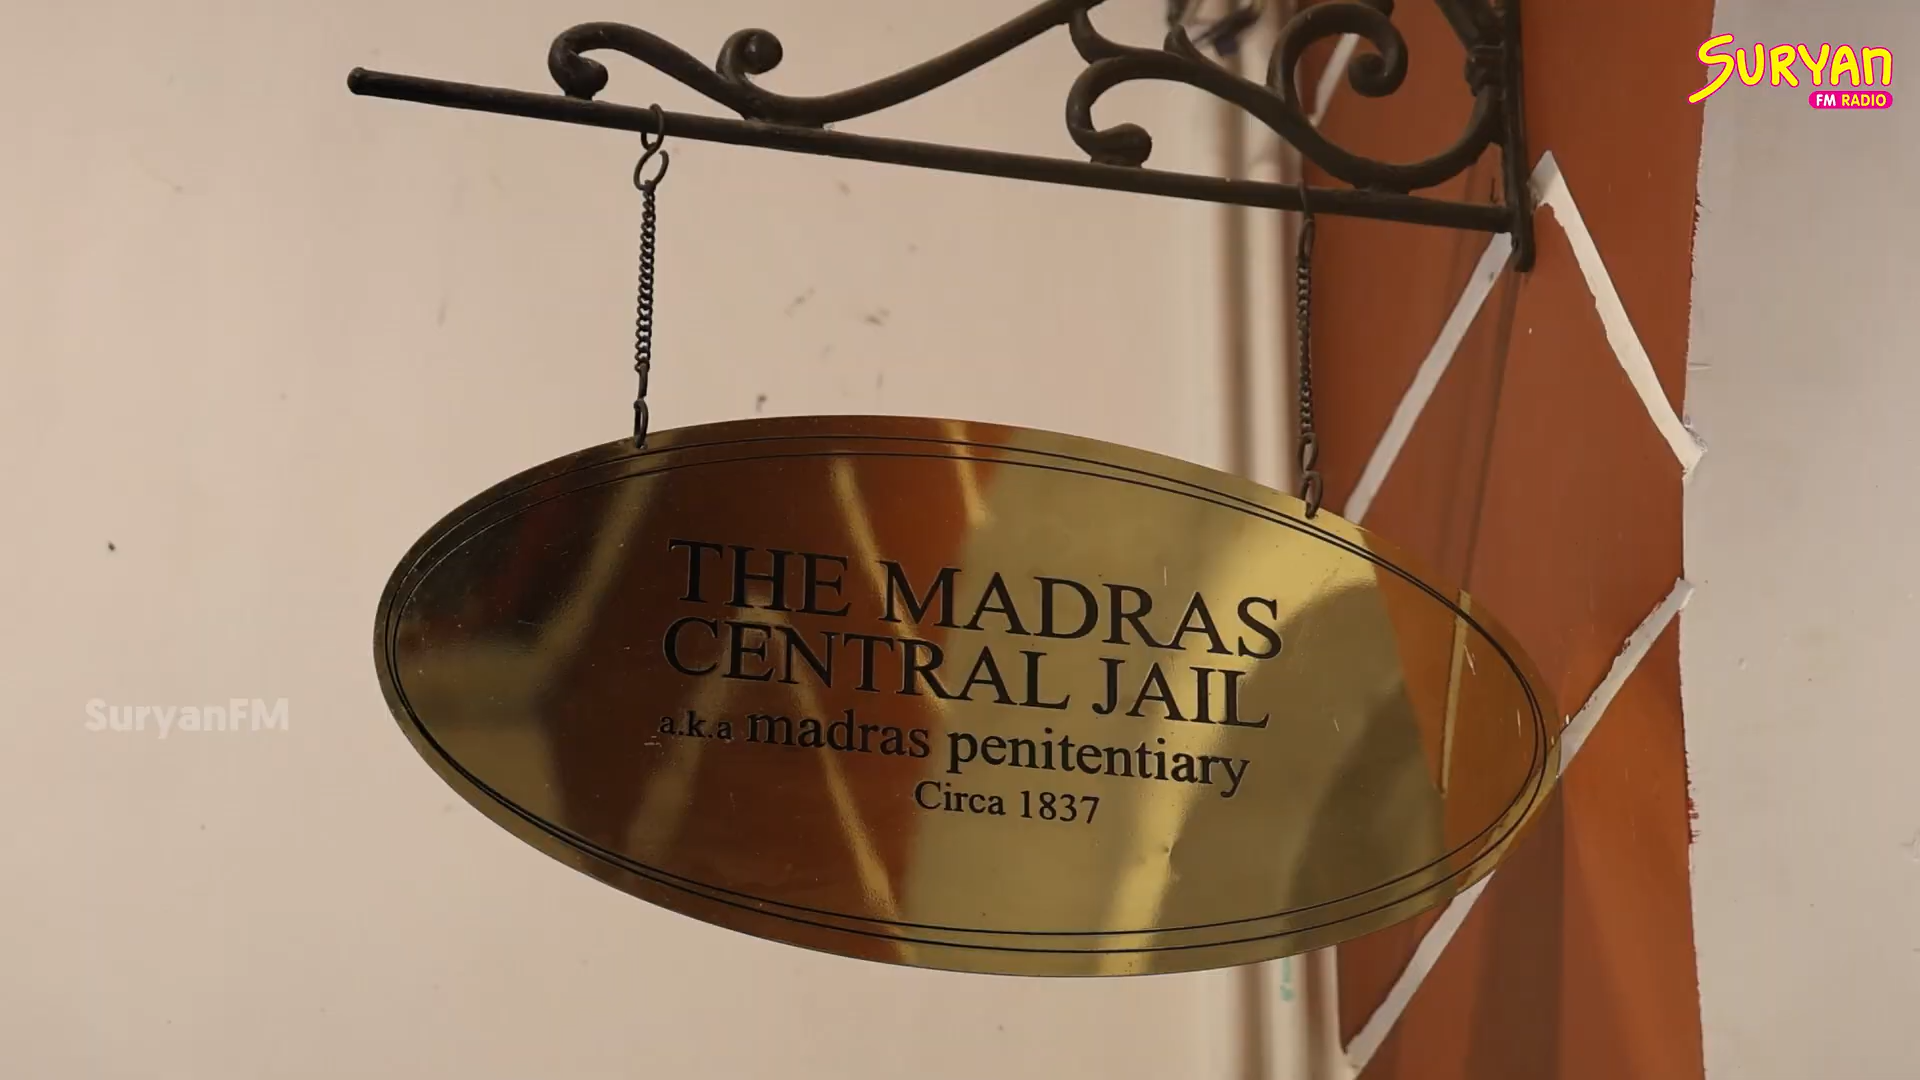 SURYAN
FM RADIO
THE MADRAS
CENTRAL JAIL
a.k.a madras penitentiary
Circa 1837
SuryanFM